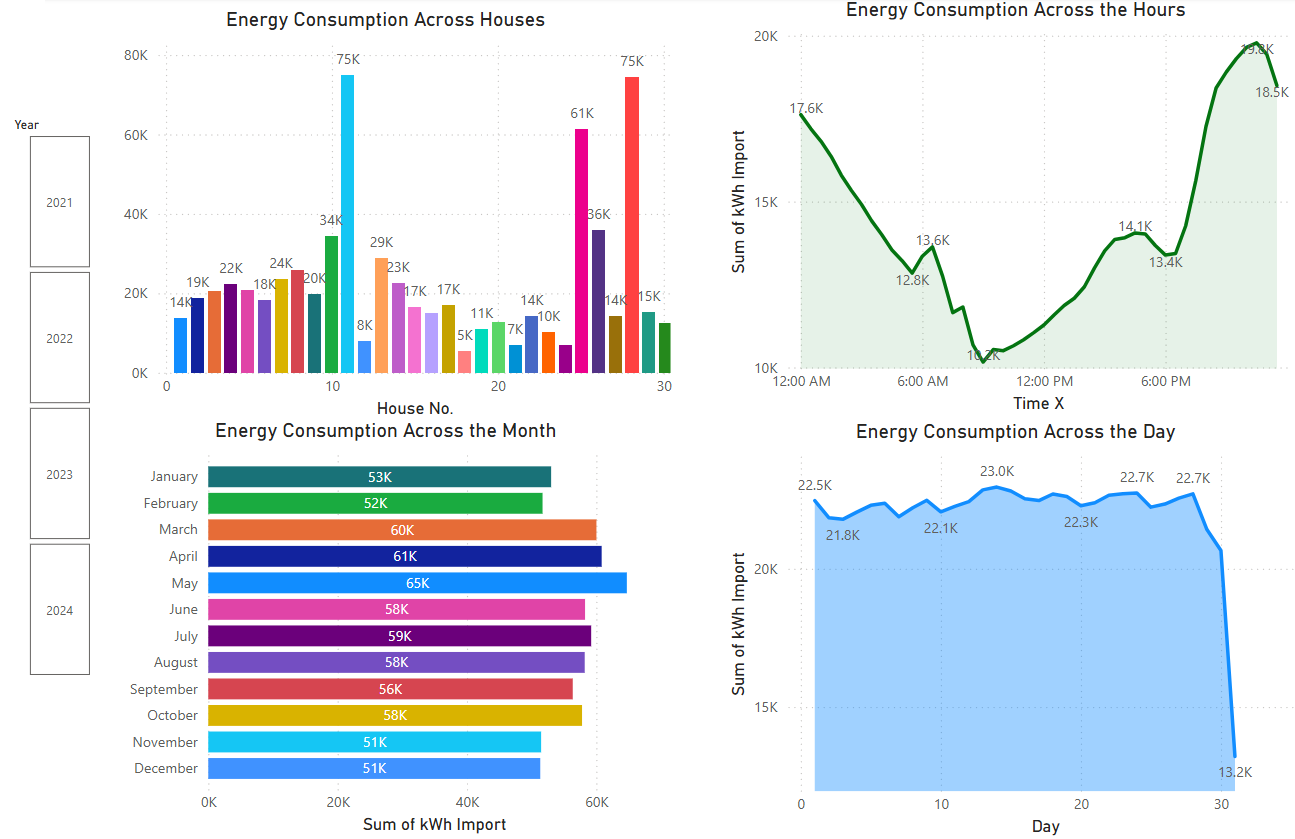 Energy Consumption Across Houses
80K
60K
40K
20K
0K
14K
19K
22K
18K
24K
20K
34K
75K
8K
29K
23K
17K
17K
5K
11K
7K
14K
10K
61K
36K
14K
75K
15K
0
10
20
30
House No.
Year
2021
2022
2023
2024
Energy Consumption Across the Hours
Sum of kWh Import
20K
15K
10K
17.6K
12.8K
13.6K
10.2K
14.1K
13.4K
19.8K
18.5K
12:00 AM
6:00 AM
12:00 PM
6:00 PM
Time X
Energy Consumption Across the Month
January
53K
February
52K
March
60K
April
61K
May
65K
June
58K
July
59K
August
58K
September
56K
October
58K
November
51K
December
51K
0K
20K
40K
60K
Sum of kWh Import
Energy Consumption Across the Day
Sum of kWh Import
20K
15K
22.5K
21.8K
22.1K
23.0K
22.3K
22.7K
22.7K
13.2K
0
10
20
30
Day